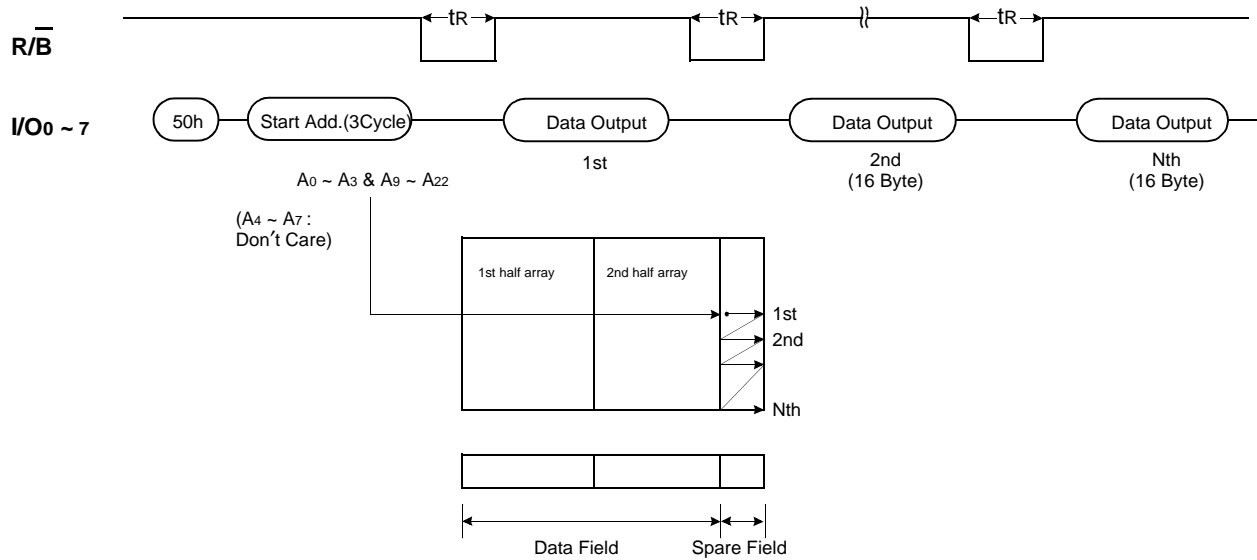 tR tR tR
R/B
I/O0 ~ 7 50h Start Add.(3Cycle) Data Output Data Output Data Output
1st 2nd Nth
(16 Byte) (16 Byte)
A0 ~ A3 & A9 ~ A22
(A4 ~ A7 :
Don't Care)
1st half array 2nd half array
1st
2nd
Nth
Data Field Spare Field